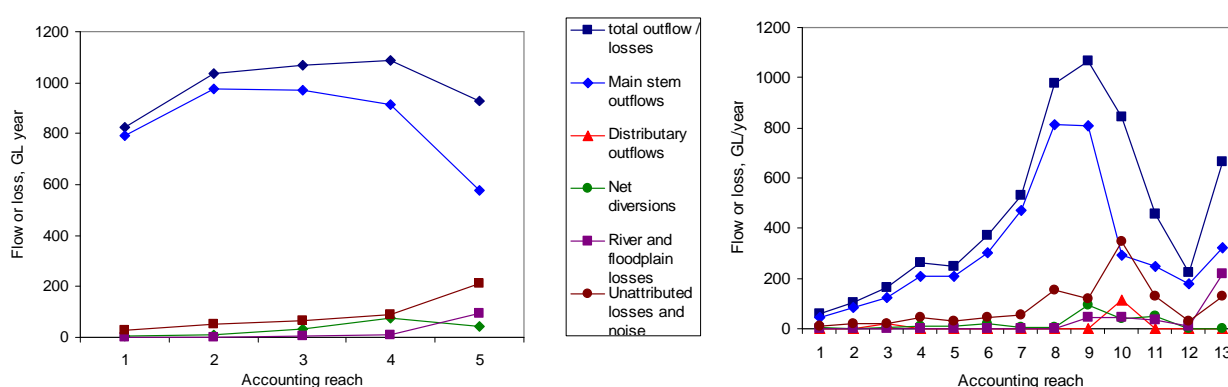 1200
1000
800
600
400
200
0
Flow or loss, GL year
1 2 3 4 5
Accounting reach
total outflow /
losses
Main stem
outflows
Distributary
outflows
Net
diversions
River and
floodplain
losses
Unattributed
losses and
noise
1200
1000
800
600
400
200
0
Flow or loss, GL/year
1 2 3 4 5 6 7 8 9 10 11 12 13
Accounting reach